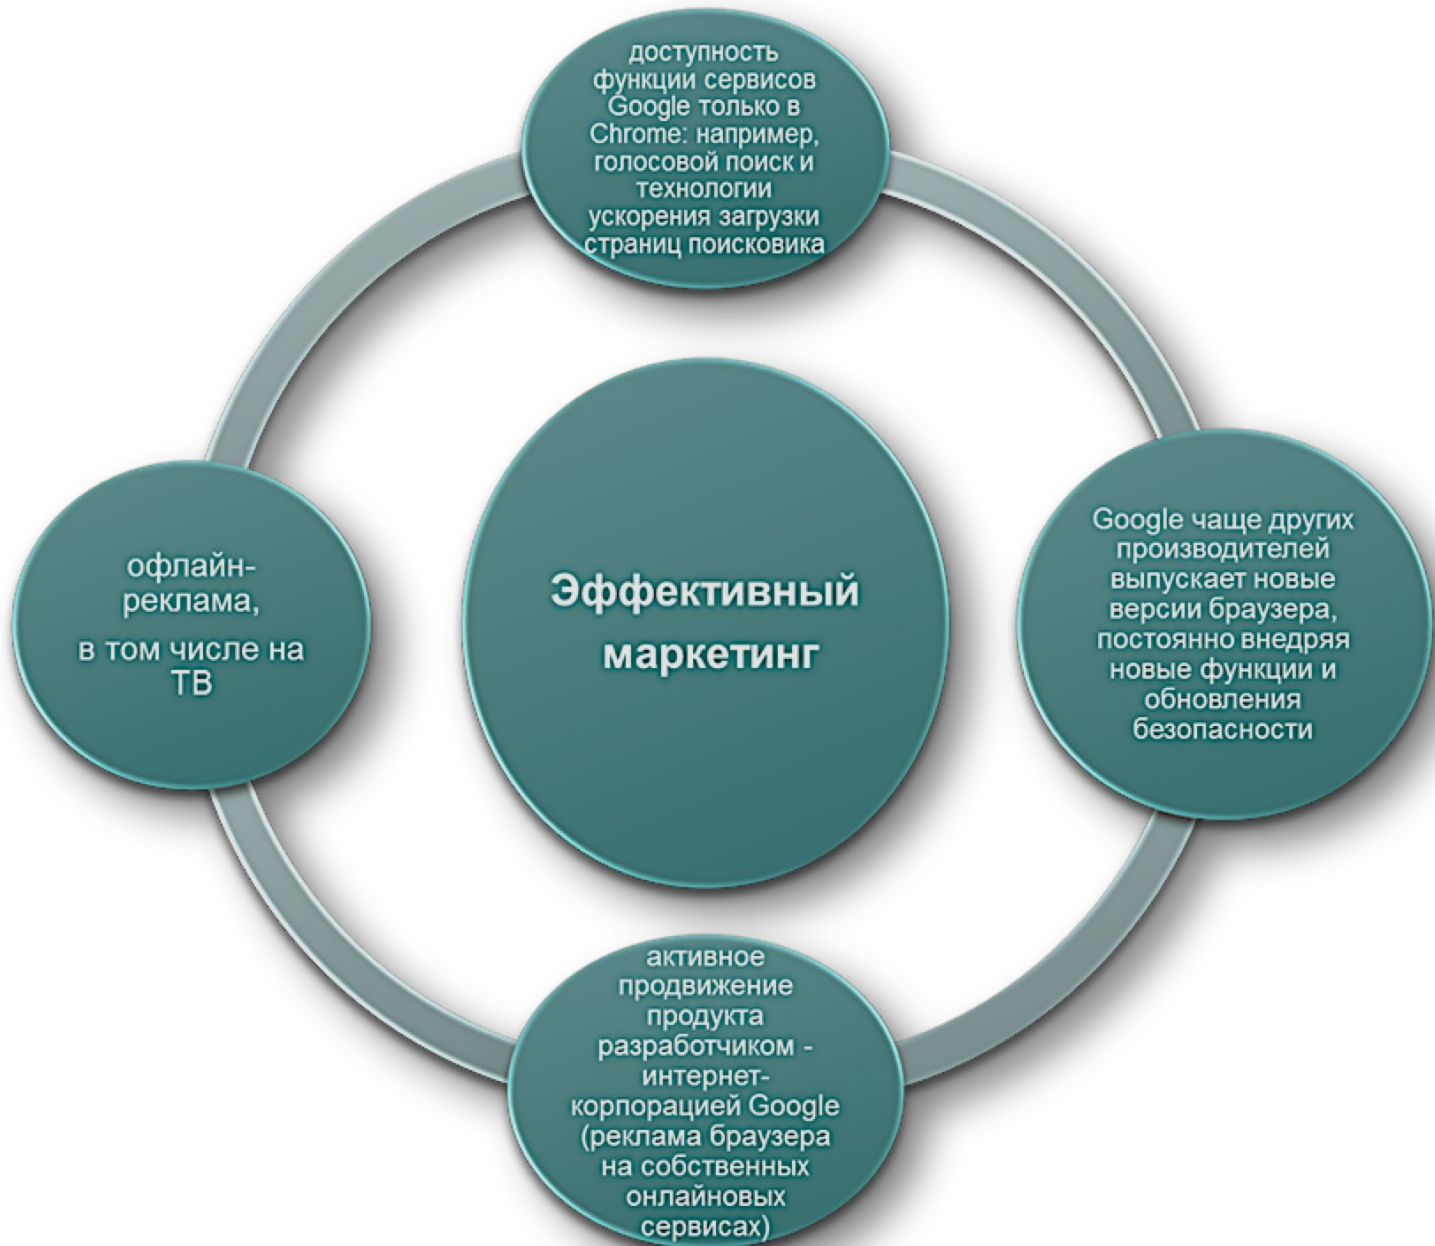 доступность
функции сервисов
Google только в
Chrome: например,
голосовой поиск и
технологии
ускорения загрузки
страниц поисковика
Google чаще других
производителей
выпускает новые
версии браузера,
постоянно внедряя
новые функции и
обновления
безопасности
офлайн-
реклама,
в том числе на
ТВ
Эффективный
маркетинг
активное
продвижение
продукта
разработчиком -
интернет-
корпорацией Google
(реклама браузера
на собственных
онлайновых
сервисах)